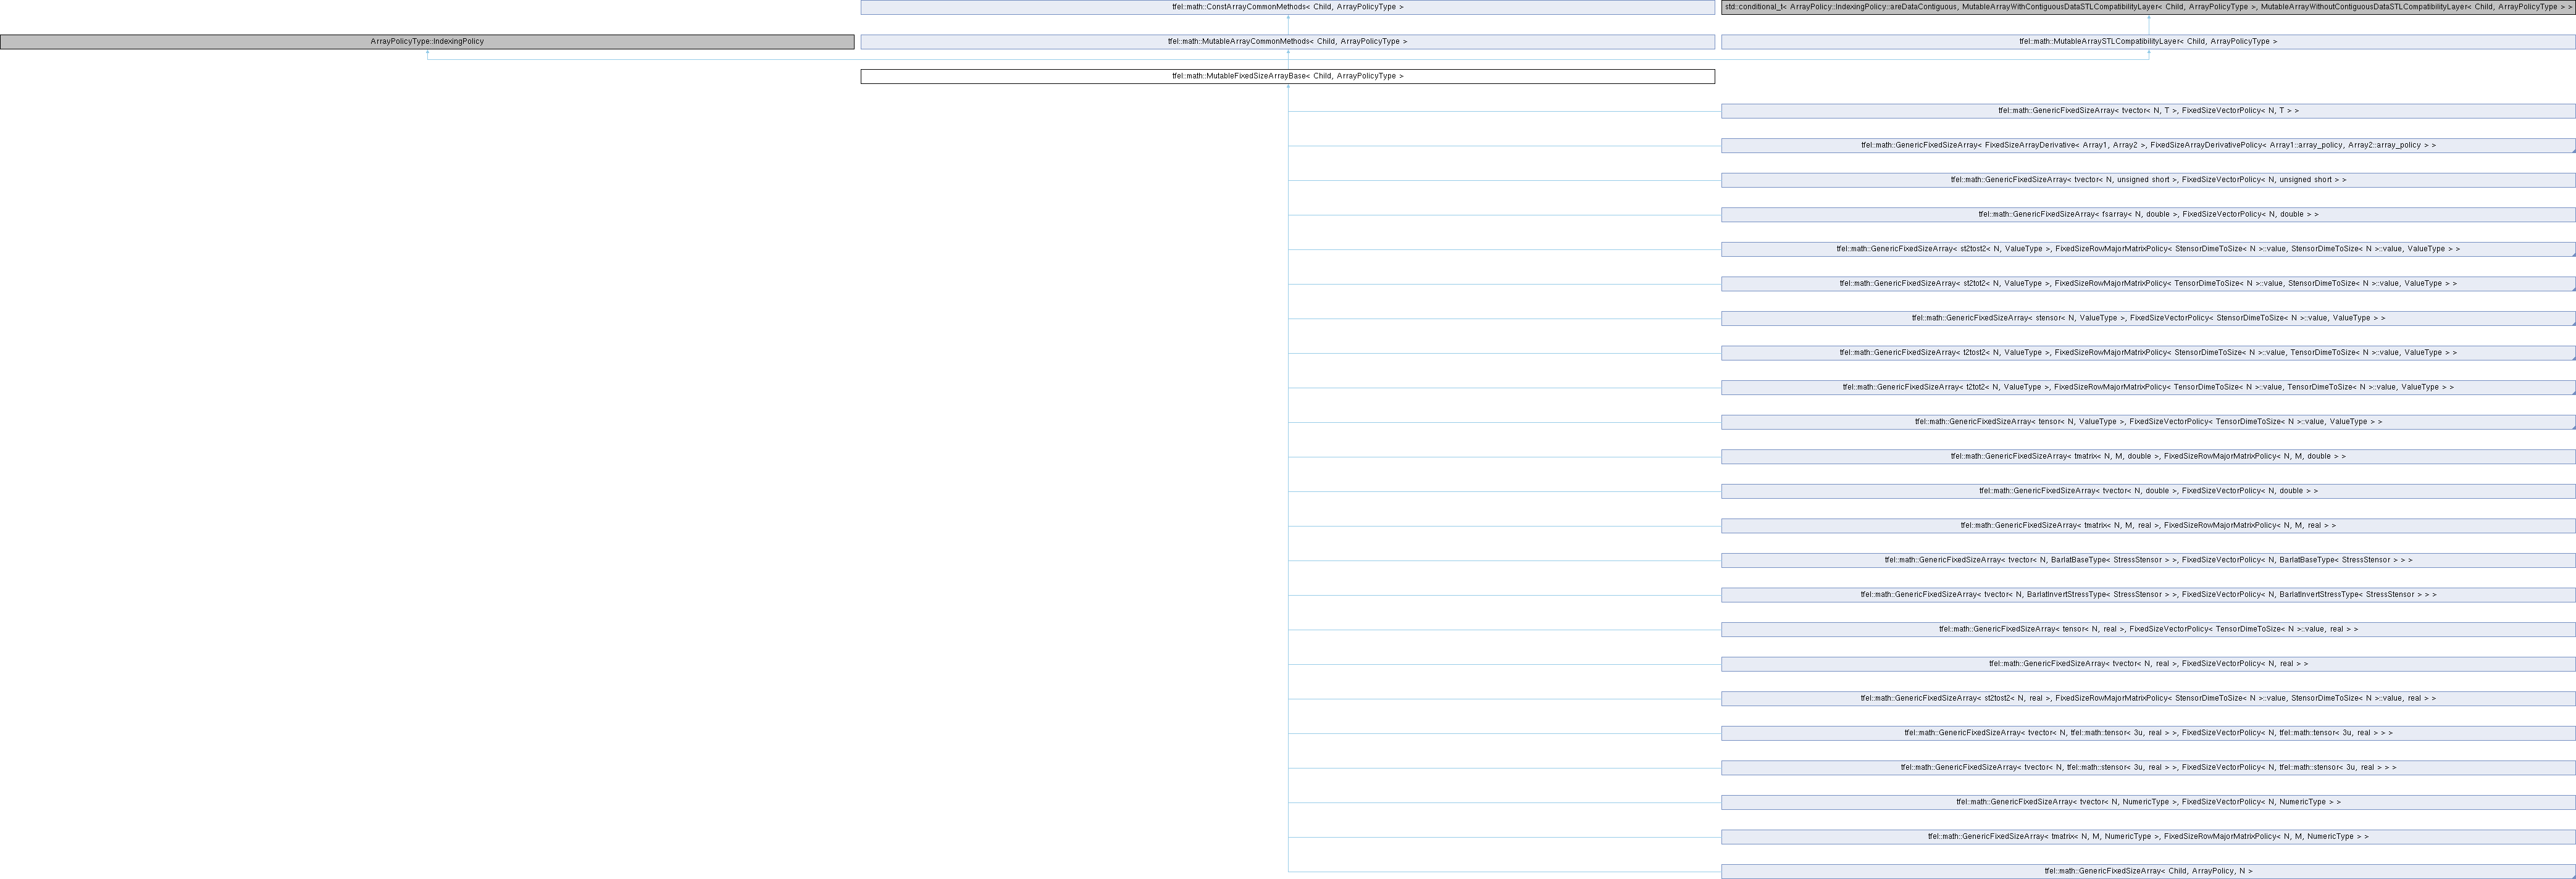 tfel::math::ConstArrayCommonMethods< Child, ArrayPolicyType >
std::conditional_t< ArrayPolicy::IndexingPolicy::areDataContiguous, MutableArrayWithContiguousDataSTLCompatibilityLayer< Child, ArrayPolicyType >, MutableArrayWithoutContiguousDataSTLCompatibilityLayer< Child, ArrayPolicyType > >
ArrayPolicyType::IndexingPolicy
tfel::math::MutableArrayCommonMethods< Child, ArrayPolicyType >
tfel::math::MutableArraySTLCompatibilityLayer< Child, ArrayPolicyType >
tfel::math::MutableFixedSizeArrayBase< Child, ArrayPolicyType >
tfel::math::GenericFixedSizeArray< tvector< N, T >, FixedSizeVectorPolicy< N, T > >
tfel::math::GenericFixedSizeArray< FixedSizeArrayDerivative< Array1, Array2 >, FixedSizeArrayDerivativePolicy< Array1::array_policy, Array2::array_policy > >
tfel::math::GenericFixedSizeArray< tvector< N, unsigned short >, FixedSizeVectorPolicy< N, unsigned short > >
tfel::math::GenericFixedSizeArray< fsarray< N, double >, FixedSizeVectorPolicy< N, double > >
tfel::math::GenericFixedSizeArray< st2tost2< N, ValueType >, FixedSizeRowMajorMatrixPolicy< StensorDimeToSize< N >::value, StensorDimeToSize< N >::value, ValueType > >
tfel::math::GenericFixedSizeArray< st2tot2< N, ValueType >, FixedSizeRowMajorMatrixPolicy< TensorDimeToSize< N >::value, StensorDimeToSize< N >::value, ValueType > >
tfel::math::GenericFixedSizeArray< stensor< N, ValueType >, FixedSizeVectorPolicy< StensorDimeToSize< N >::value, ValueType > >
tfel::math::GenericFixedSizeArray< t2tost2< N, ValueType >, FixedSizeRowMajorMatrixPolicy< StensorDimeToSize< N >::value, TensorDimeToSize< N >::value, ValueType > >
tfel::math::GenericFixedSizeArray< t2tot2< N, ValueType >, FixedSizeRowMajorMatrixPolicy< TensorDimeToSize< N >::value, TensorDimeToSize< N >::value, ValueType > >
tfel::math::GenericFixedSizeArray< tensor< N, ValueType >, FixedSizeVectorPolicy< TensorDimeToSize< N >::value, ValueType > >
tfel::math::GenericFixedSizeArray< tmatrix< N, M, double >, FixedSizeRowMajorMatrixPolicy< N, M, double > >
tfel::math::GenericFixedSizeArray< tvector< N, double >, FixedSizeVectorPolicy< N, double > >
tfel::math::GenericFixedSizeArray< tmatrix< N, M, real >, FixedSizeRowMajorMatrixPolicy< N, M, real > >
tfel::math::GenericFixedSizeArray< tvector< N, BarlatBaseType< StressStensor > >, FixedSizeVectorPolicy< N, BarlatBaseType< StressStensor > > >
tfel::math::GenericFixedSizeArray< tvector< N, BarlatInvertStressType< StressStensor > >, FixedSizeVectorPolicy< N, BarlatInvertStressType< StressStensor > > >
tfel::math::GenericFixedSizeArray< tensor< N, real >, FixedSizeVectorPolicy< TensorDimeToSize< N >::value, real > >
tfel::math::GenericFixedSizeArray< tvector< N, real >, FixedSizeVectorPolicy< N, real > >
tfel::math::GenericFixedSizeArray< st2tost2< N, real >, FixedSizeRowMajorMatrixPolicy< StensorDimeToSize< N >::value, StensorDimeToSize< N >::value, real > >
tfel::math::GenericFixedSizeArray< tvector< N, tfel::math::tensor< 3u, real > >, FixedSizeVectorPolicy< N, tfel::math::tensor< 3u, real > > >
tfel::math::GenericFixedSizeArray< tvector< N, tfel::math::stensor< 3u, real > >, FixedSizeVectorPolicy< N, tfel::math::stensor< 3u, real > > >
tfel::math::GenericFixedSizeArray< tvector< N, NumericType >, FixedSizeVectorPolicy< N, NumericType > >
tfel::math::GenericFixedSizeArray< tmatrix< N, M, NumericType >, FixedSizeRowMajorMatrixPolicy< N, M, NumericType > >
tfel::math::GenericFixedSizeArray< Child, ArrayPolicy, N >